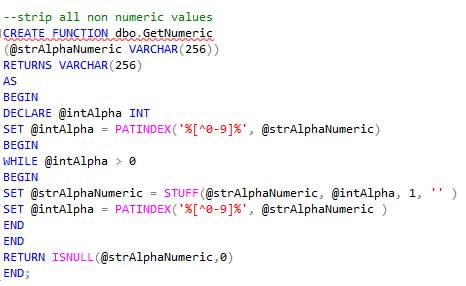 --strip all non numeric values
CREATE FUNCTION dbo.GetNumeric
(@strAlphaNumeric VARCHAR(256))
RETURNS VARCHAR(256)
AS
BEGIN
DECLARE @intAlpha INT
SET @intAlpha = PATINDEX('%[^0-9]%', @strAlphaNumeric)
BEGIN
WHILE @intAlpha > 0
BEGIN
SET @strAlphaNumeric = STUFF(@strAlphaNumeric, @intAlpha, 1, '' )
SET @intAlpha = PATINDEX('%[^0-9]%', @strAlphaNumeric )
END
END
RETURN ISNULL(@strAlphaNumeric,0)
END;